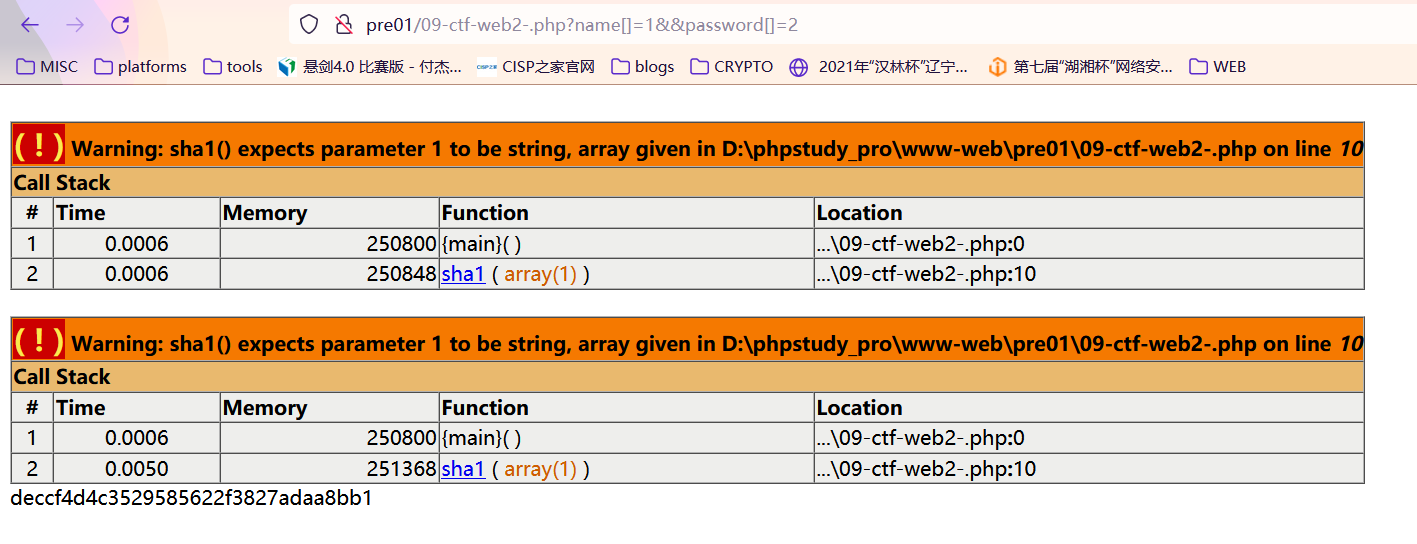 pre01/09-ctf-web2-.php?name[]=1&&password[]=2
MISC platforms tools 悬剑4.0 比赛版 - 付杰... CISP之家官网 blogs CRYPTO 2021年“汉林杯”辽宁... 第七届“湖湘杯”网络安... WEB
( ! ) Warning: sha1() expects parameter 1 to be string, array given in D:\phpstudy_pro\www-web\pre01\09-ctf-web2-.php on line 10
Call Stack
# Time Memory Function Location
1 0.0006 250800 {main}( ) ...\09-ctf-web2-.php:0
2 0.0006 250848 sha1 ( array(1) ) ...\09-ctf-web2-.php:10
( ! ) Warning: sha1() expects parameter 1 to be string, array given in D:\phpstudy_pro\www-web\pre01\09-ctf-web2-.php on line 10
Call Stack
# Time Memory Function Location
1 0.0006 250800 {main}( ) ...\09-ctf-web2-.php:0
2 0.0050 251368 sha1 ( array(1) ) ...\09-ctf-web2-.php:10
deccf4d4c3529585622f3827adaa8bb1